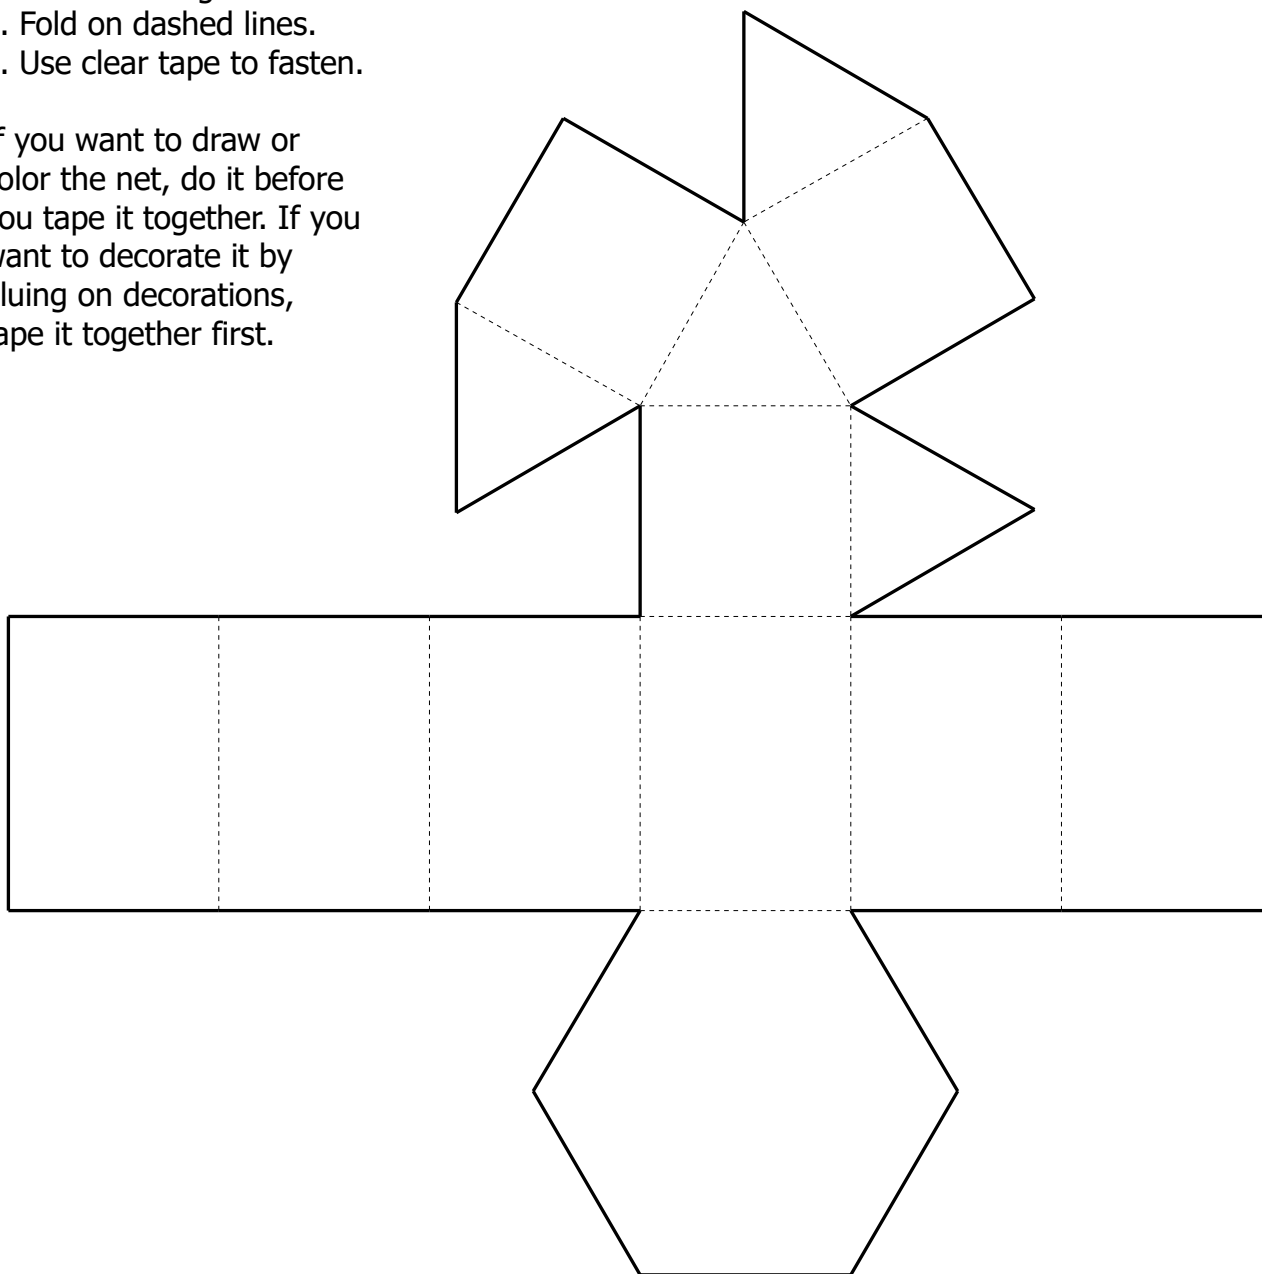 . Fold on dashed lines.
. Use clear tape to fasten.
f you want to draw or
olor the net, do it before
ou tape it together. If you
want to decorate it by
luing on decorations,
ape it together first.